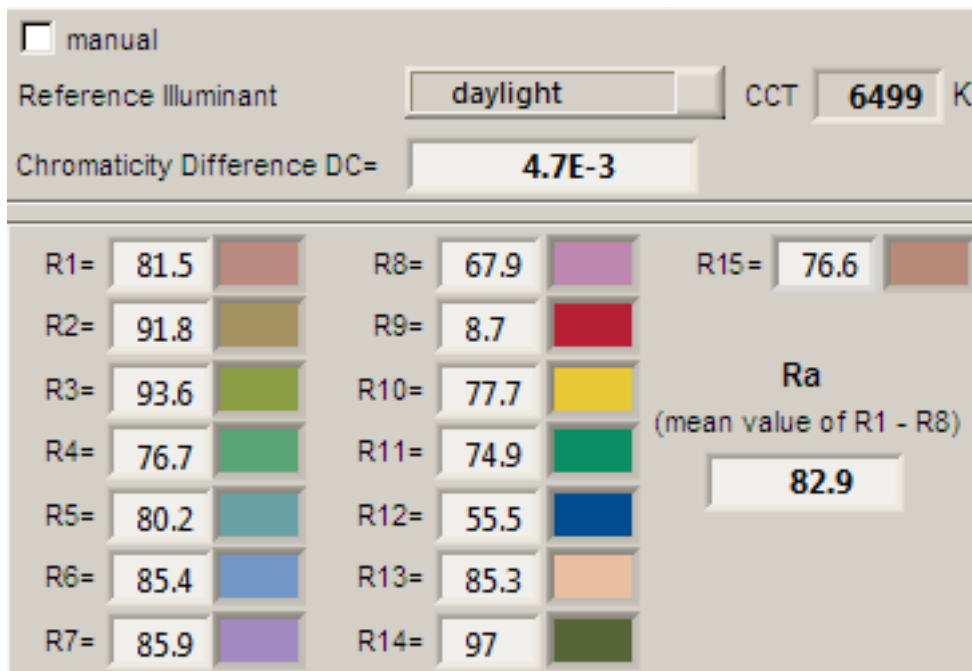 manual
Reference Illuminant daylight CCT 6499 K
Chromaticity Difference DC= 4.7E-3
R1= 81.5 R8= 67.9 R15= 76.6
R2= 91.8 R9= 8.7
R3= 93.6 R10= 77.7
Ra
(mean value of R1 - R8)
R4= 76.7 R11= 74.9
82.9
R5= 80.2 R12= 55.5
R6= 85.4 R13= 85.3
R7= 85.9 R14= 97